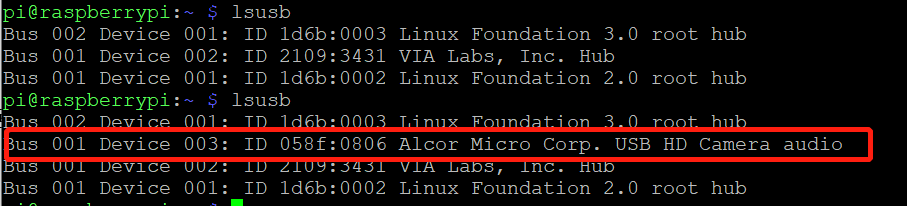 pi@raspberrypi:~ $ lsusb
Bus 002 Device 001: ID 1d6b:0003 Linux Foundation 3.0 root hub
Bus 001 Device 002: ID 2109:3431 VIA Labs, Inc. Hub
Bus 001 Device 001: ID 1d6b:0002 Linux Foundation 2.0 root hub
pi@raspberrypi:~ $ lsusb
Bus 002 Device 001: ID 1d6b:0003 Linux Foundation 3.0 root hub
Bus 001 Device 003: ID 058f:0806 Alcor Micro Corp. USB HD Camera audio
Bus 001 Device 002: ID 2109:3431 VIA Labs, Inc. Hub
Bus 001 Device 001: ID 1d6b:0002 Linux Foundation 2.0 root hub
pi@raspberrypi:~ $